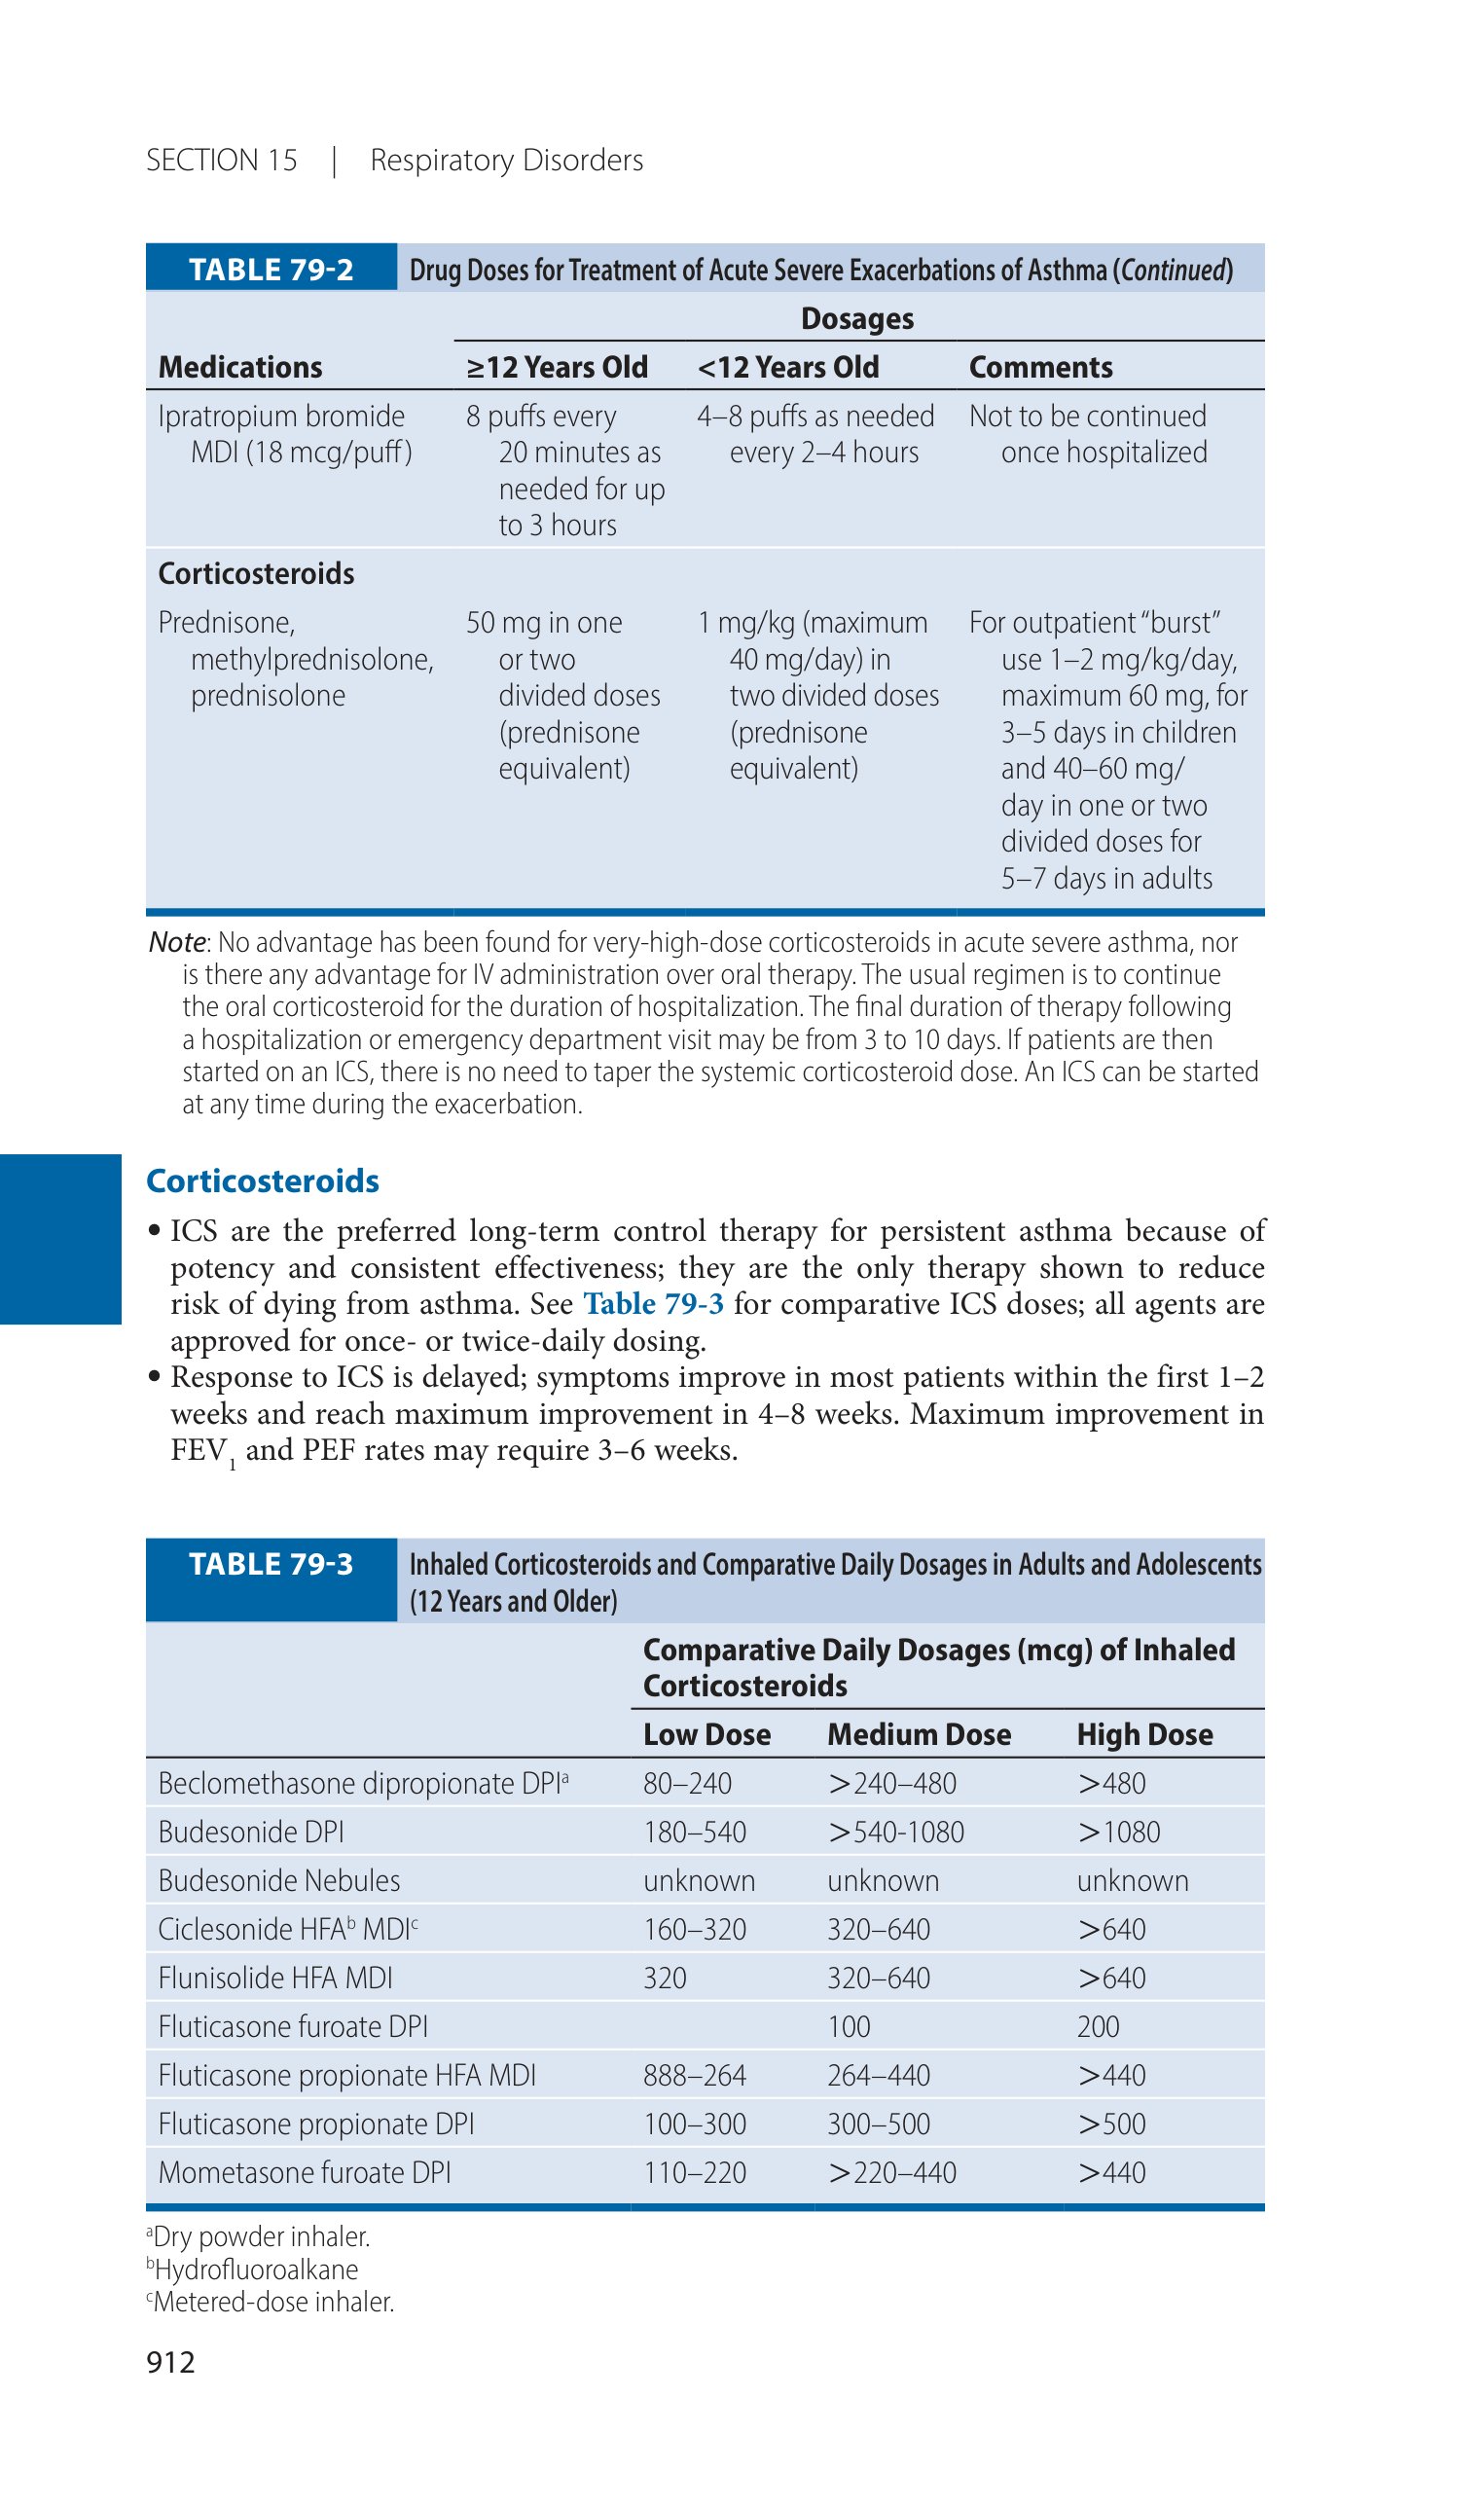 SECTION 15 | Respiratory Disorders
TABLE 79-2 Drug Doses for Treatment of Acute Severe Exacerbations of Asthma (Continued)
Dosages
Medications ≥12 Years Old <12 Years Old Comments
Ipratropium bromide 8 puffs every 4–8 puffs as needed Not to be continued
MDI (18 mcg/puff) 20 minutes as every 2–4 hours once hospitalized
needed for up
to 3 hours
Corticosteroids
Prednisone, 50 mg in one 1 mg/kg (maximum For outpatient “burst”
methylprednisolone, or two 40 mg/day) in use 1–2 mg/kg/day,
prednisolone divided doses two divided doses maximum 60 mg, for
(prednisone (prednisone 3–5 days in children
equivalent) equivalent) and 40–60 mg/
day in one or two
divided doses for
5–7 days in adults
Note: No advantage has been found for very-high-dose corticosteroids in acute severe asthma, nor
is there any advantage for IV administration over oral therapy. The usual regimen is to continue
the oral corticosteroid for the duration of hospitalization. The final duration of therapy following
a hospitalization or emergency department visit may be from 3 to 10 days. If patients are then
started on an ICS, there is no need to taper the systemic corticosteroid dose. An ICS can be started
at any time during the exacerbation.
Corticosteroids
• ICS are the preferred long-term control therapy for persistent asthma because of
potency and consistent effectiveness; they are the only therapy shown to reduce
risk of dying from asthma. See Table 79-3 for comparative ICS doses; all agents are
approved for once- or twice-daily dosing.
• Response to ICS is delayed; symptoms improve in most patients within the first 1–2
weeks and reach maximum improvement in 4–8 weeks. Maximum improvement in
FEV₁ and PEF rates may require 3–6 weeks.
TABLE 79-3 Inhaled Corticosteroids and Comparative Daily Dosages in Adults and Adolescents
(12 Years and Older)
Comparative Daily Dosages (mcg) of Inhaled
Corticosteroids
Low Dose Medium Dose High Dose
Beclomethasone dipropionate DPIᵃ 80–240 >240–480 >480
Budesonide DPI 180–540 >540-1080 >1080
Budesonide Nebules unknown unknown unknown
Ciclesonide HFAᵇ MDIᶜ 160–320 320–640 >640
Flunisolide HFA MDI 320 320–640 >640
Fluticasone furoate DPI 100 200
Fluticasone propionate HFA MDI 888–264 264–440 >440
Fluticasone propionate DPI 100–300 300–500 >500
Mometasone furoate DPI 110–220 >220–440 >440
ᵃDry powder inhaler.
ᵇHydrofluoroalkane
ᶜMetered-dose inhaler.
912